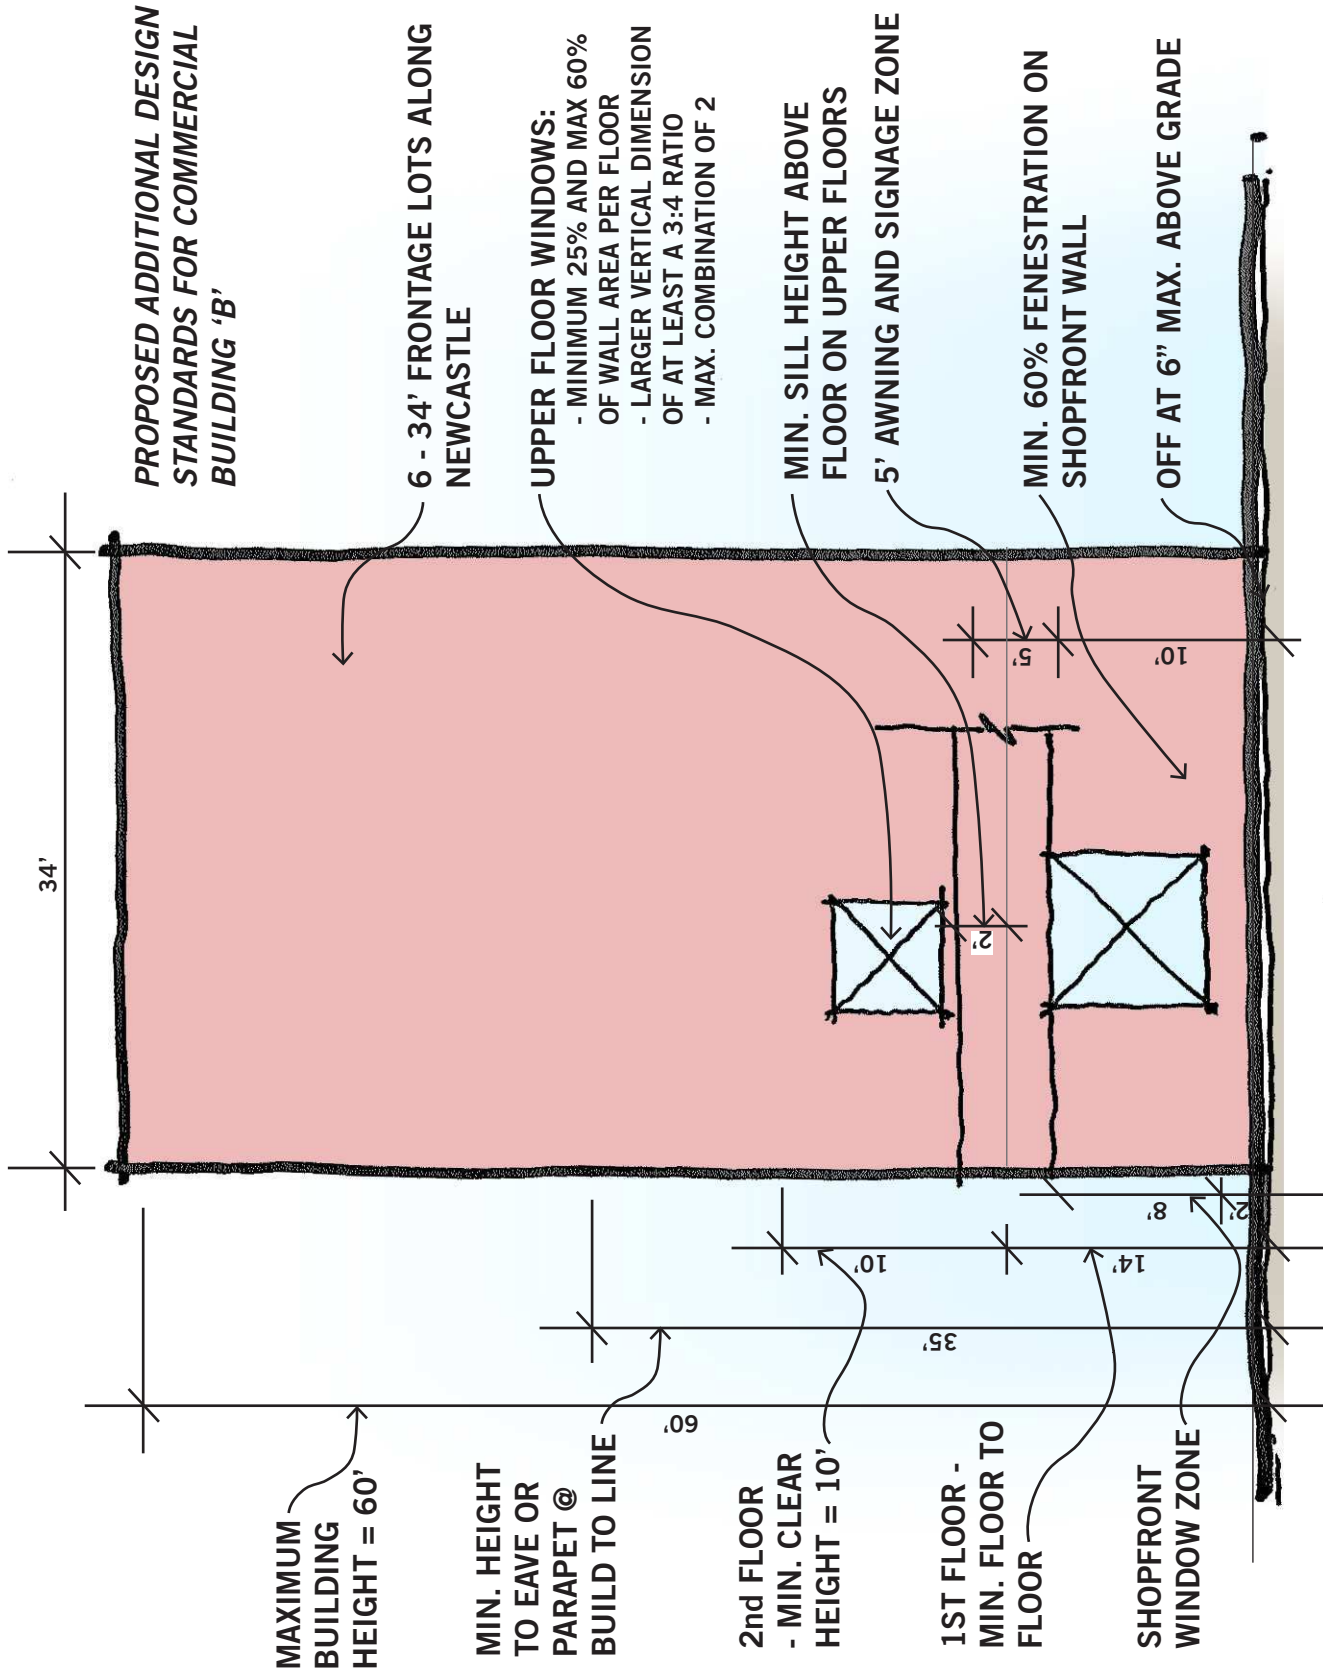 PROPOSED ADDITIONAL DESIGN
STANDARDS FOR COMMERCIAL
BUILDING ‘B’
34’
6 - 34’ FRONTAGE LOTS ALONG
NEWCASTLE
UPPER FLOOR WINDOWS:
- MINIMUM 25% AND MAX 60%
OF WALL AREA PER FLOOR
- LARGER VERTICAL DIMENSION
OF AT LEAST A 3:4 RATIO
- MAX. COMBINATION OF 2
MIN. SILL HEIGHT ABOVE
FLOOR ON UPPER FLOORS
5’ AWNING AND SIGNAGE ZONE
MIN. 60% FENESTRATION ON
SHOPFRONT WALL
OFF AT 6” MAX. ABOVE GRADE
5’
10’
2’
MAXIMUM
BUILDING
HEIGHT = 60’
MIN. HEIGHT
TO EAVE OR
PARAPET @
BUILD TO LINE
2nd FLOOR
- MIN. CLEAR
HEIGHT = 10’
1ST FLOOR -
MIN. FLOOR TO
FLOOR
SHOPFRONT
WINDOW ZONE
60’
35’
10’
14’
8’
2’